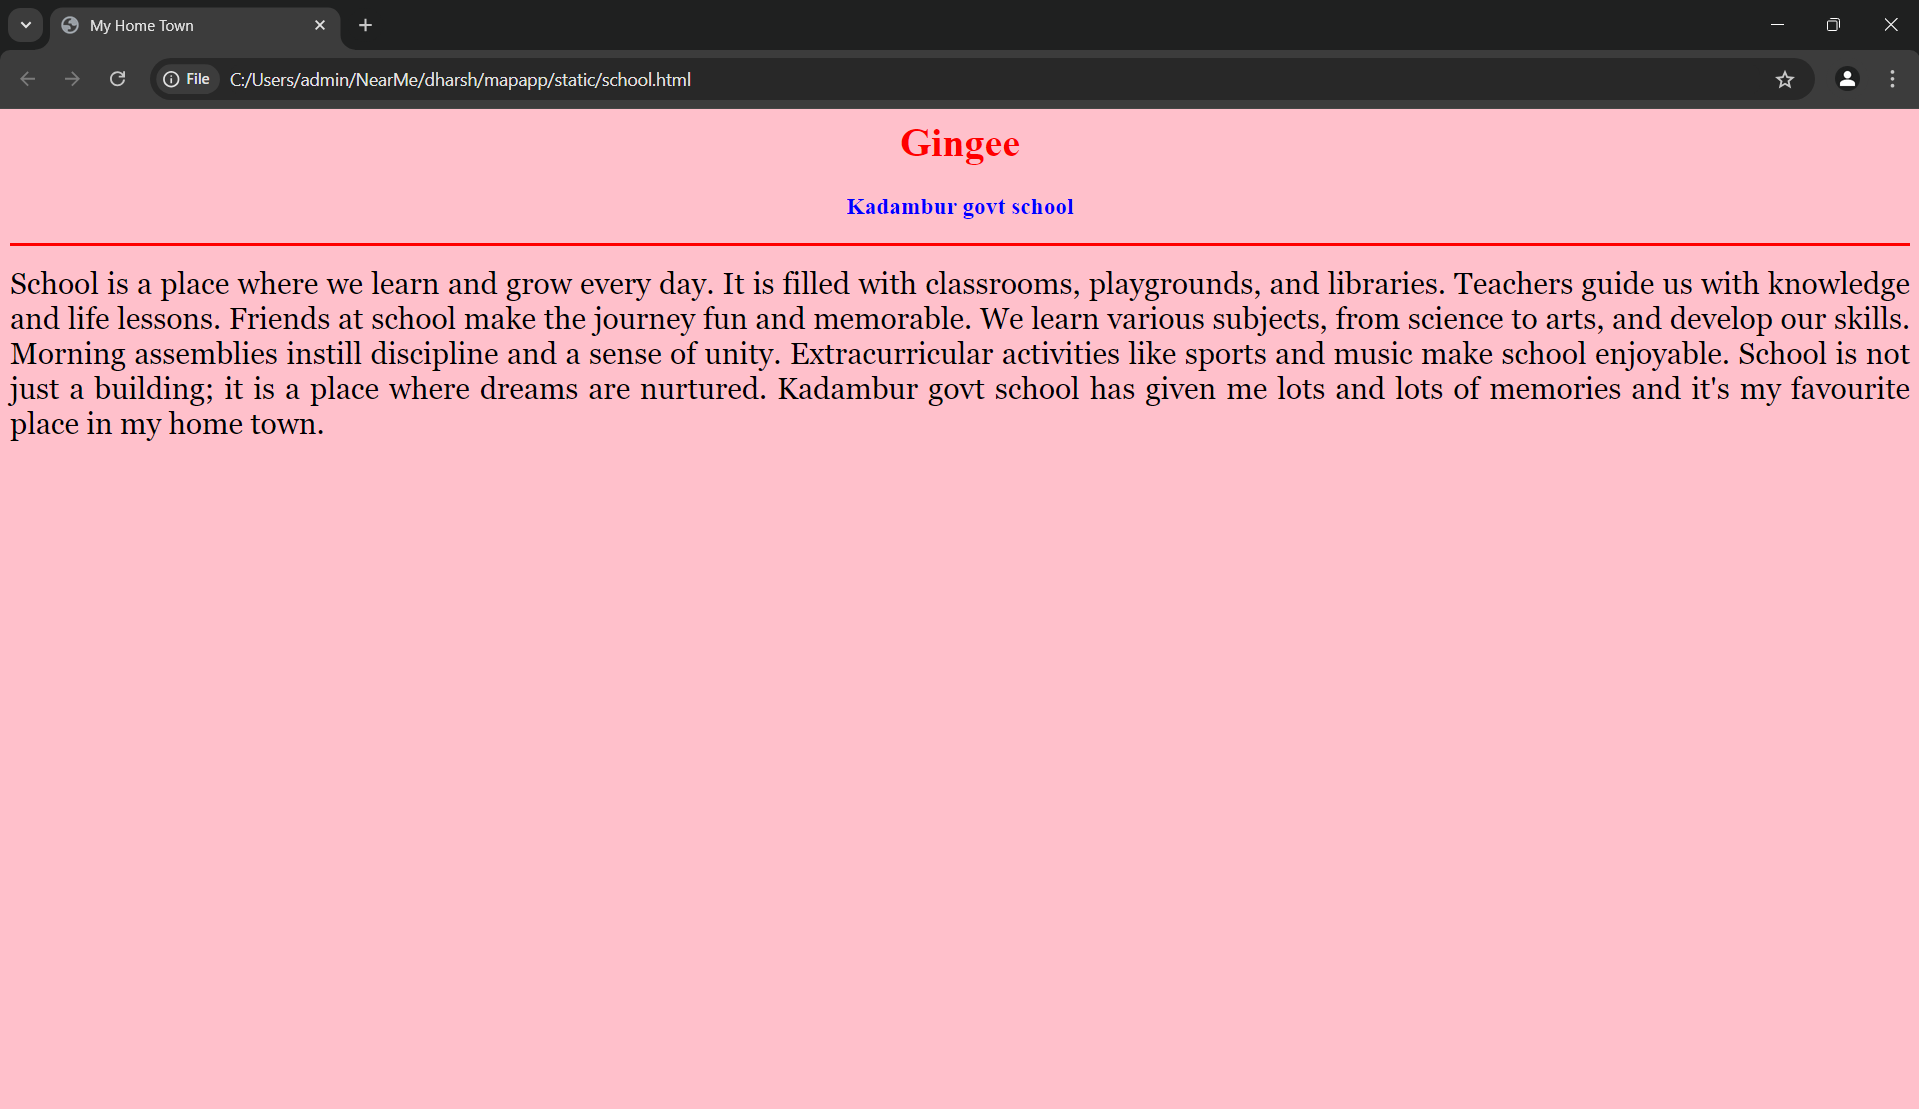 My Home Town
File C:/Users/admin/NearMe/dharsh/mapapp/static/school.html
Gingee
Kadambur govt school
School is a place where we learn and grow every day. It is filled with classrooms, playgrounds, and libraries. Teachers guide us with knowledge
and life lessons. Friends at school make the journey fun and memorable. We learn various subjects, from science to arts, and develop our skills.
Morning assemblies instill discipline and a sense of unity. Extracurricular activities like sports and music make school enjoyable. School is not
just a building; it is a place where dreams are nurtured. Kadambur govt school has given me lots and lots of memories and it's my favourite
place in my home town.